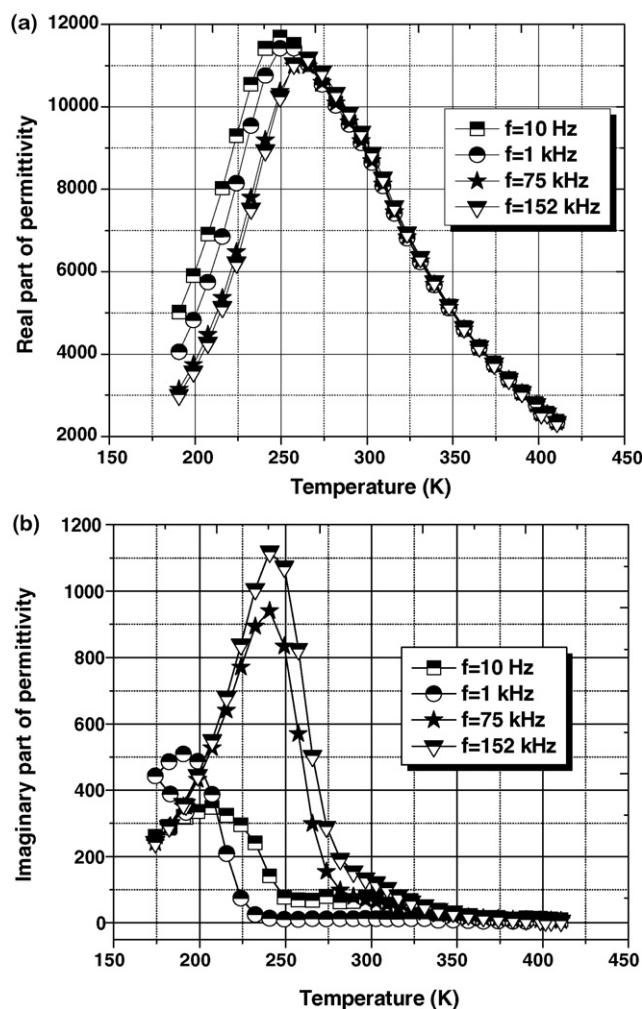 (a)
12000
10000
8000
6000
4000
2000
Real part of permittivity
f=10 Hz
f=1 kHz
f=75 kHz
f=152 kHz
150 200 250 300 350 400 450
Temperature (K)
(b)
1200
1000
800
600
400
200
0
Imaginary part of permittivity
f=10 Hz
f=1 kHz
f=75 kHz
f=152 kHz
150 200 250 300 350 400 450
Temperature (K)